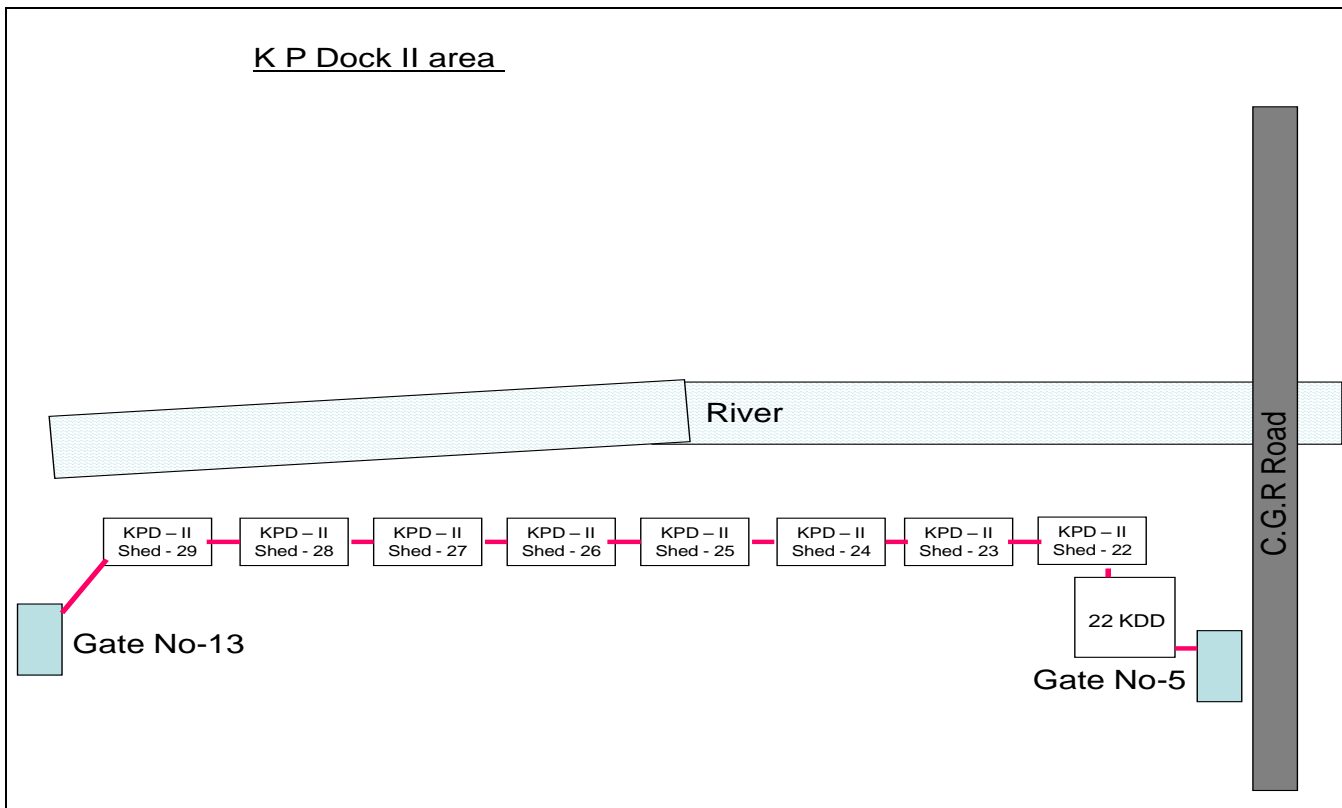 K P Dock II area
River
C.G.R Road
KPD – II
Shed - 29
KPD – II
Shed - 28
KPD – II
Shed - 27
KPD – II
Shed - 26
KPD – II
Shed - 25
KPD – II
Shed - 24
KPD – II
Shed - 23
KPD – II
Shed - 22
22 KDD
Gate No-13
Gate No-5